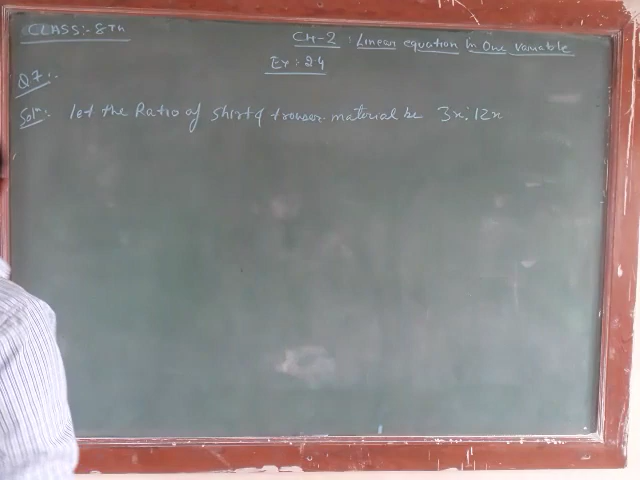 CLASS:- 8th
CH-2 : Linear equation in One variable
Ex : 2.4
Q7:-
Solⁿ: let the Ratio of shirt & trouser material be 3x:12x